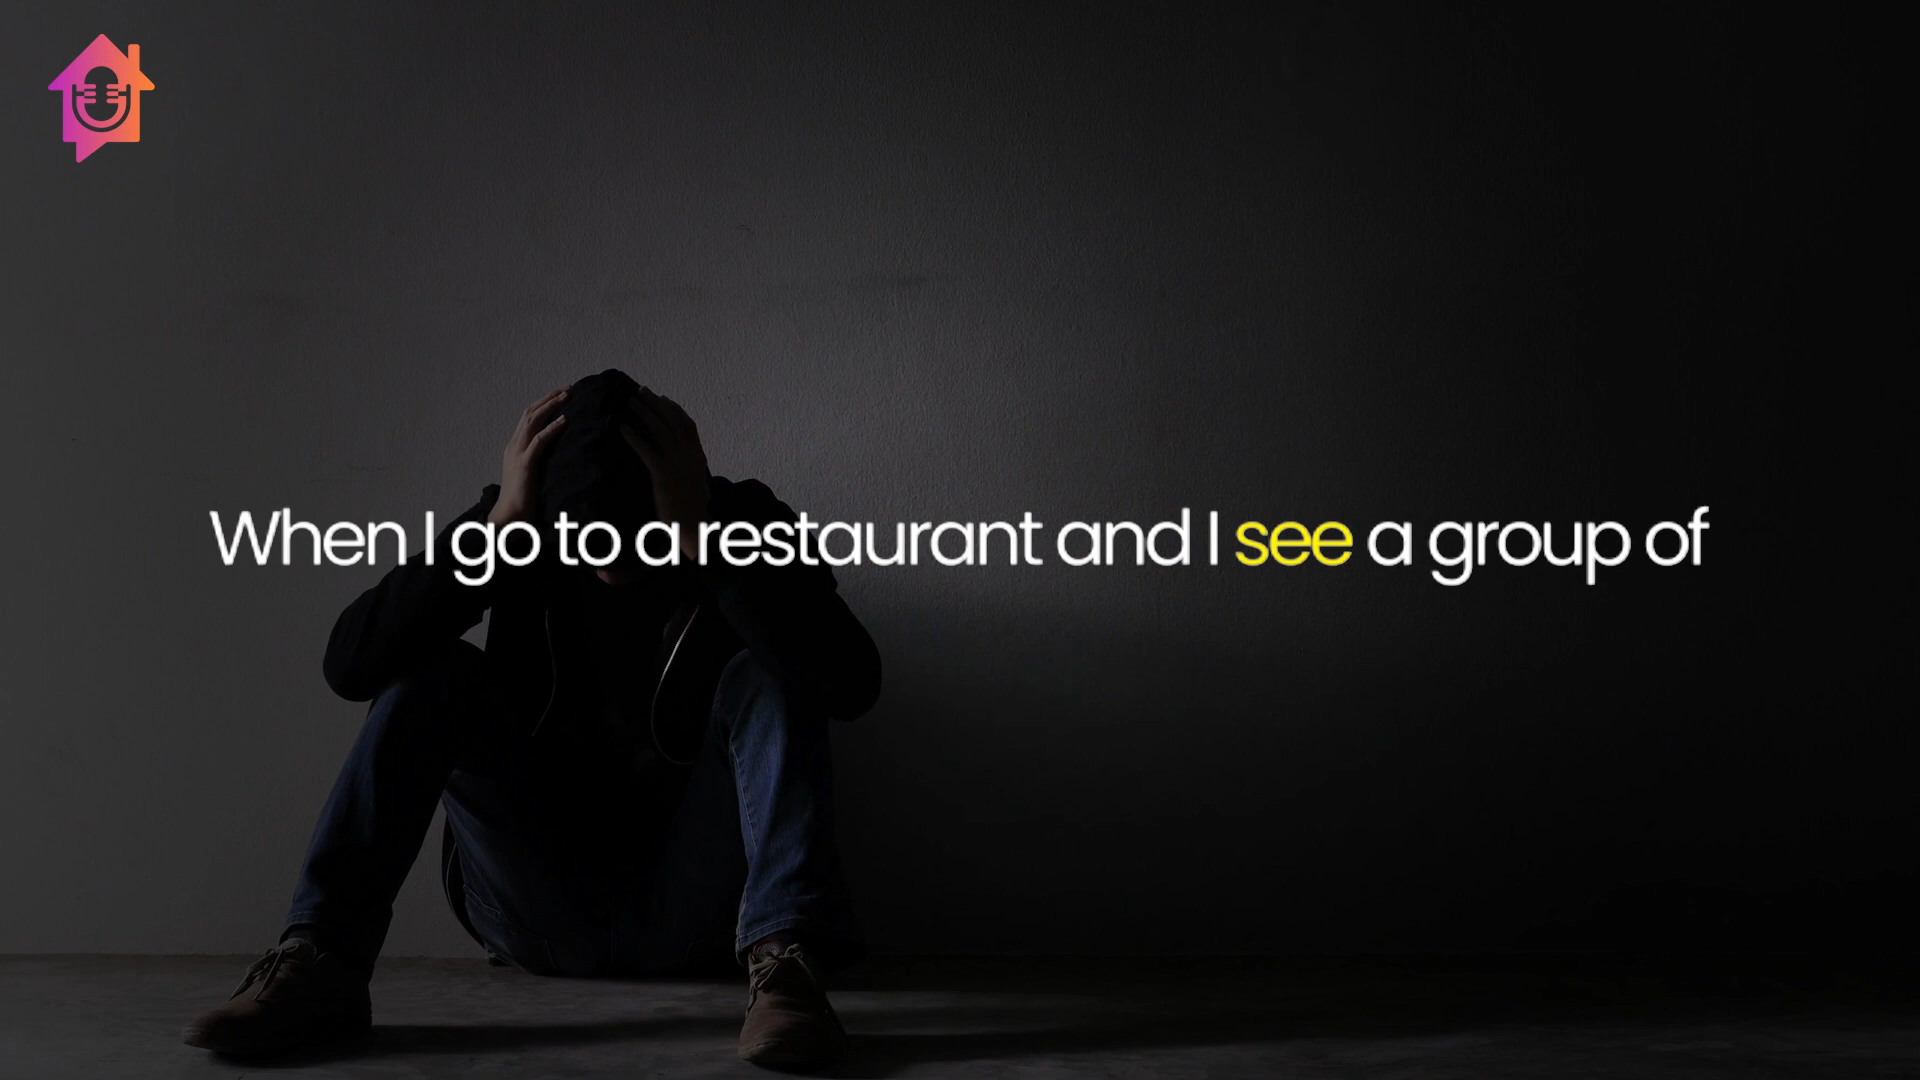 When I go to a restaurant and I see a group of